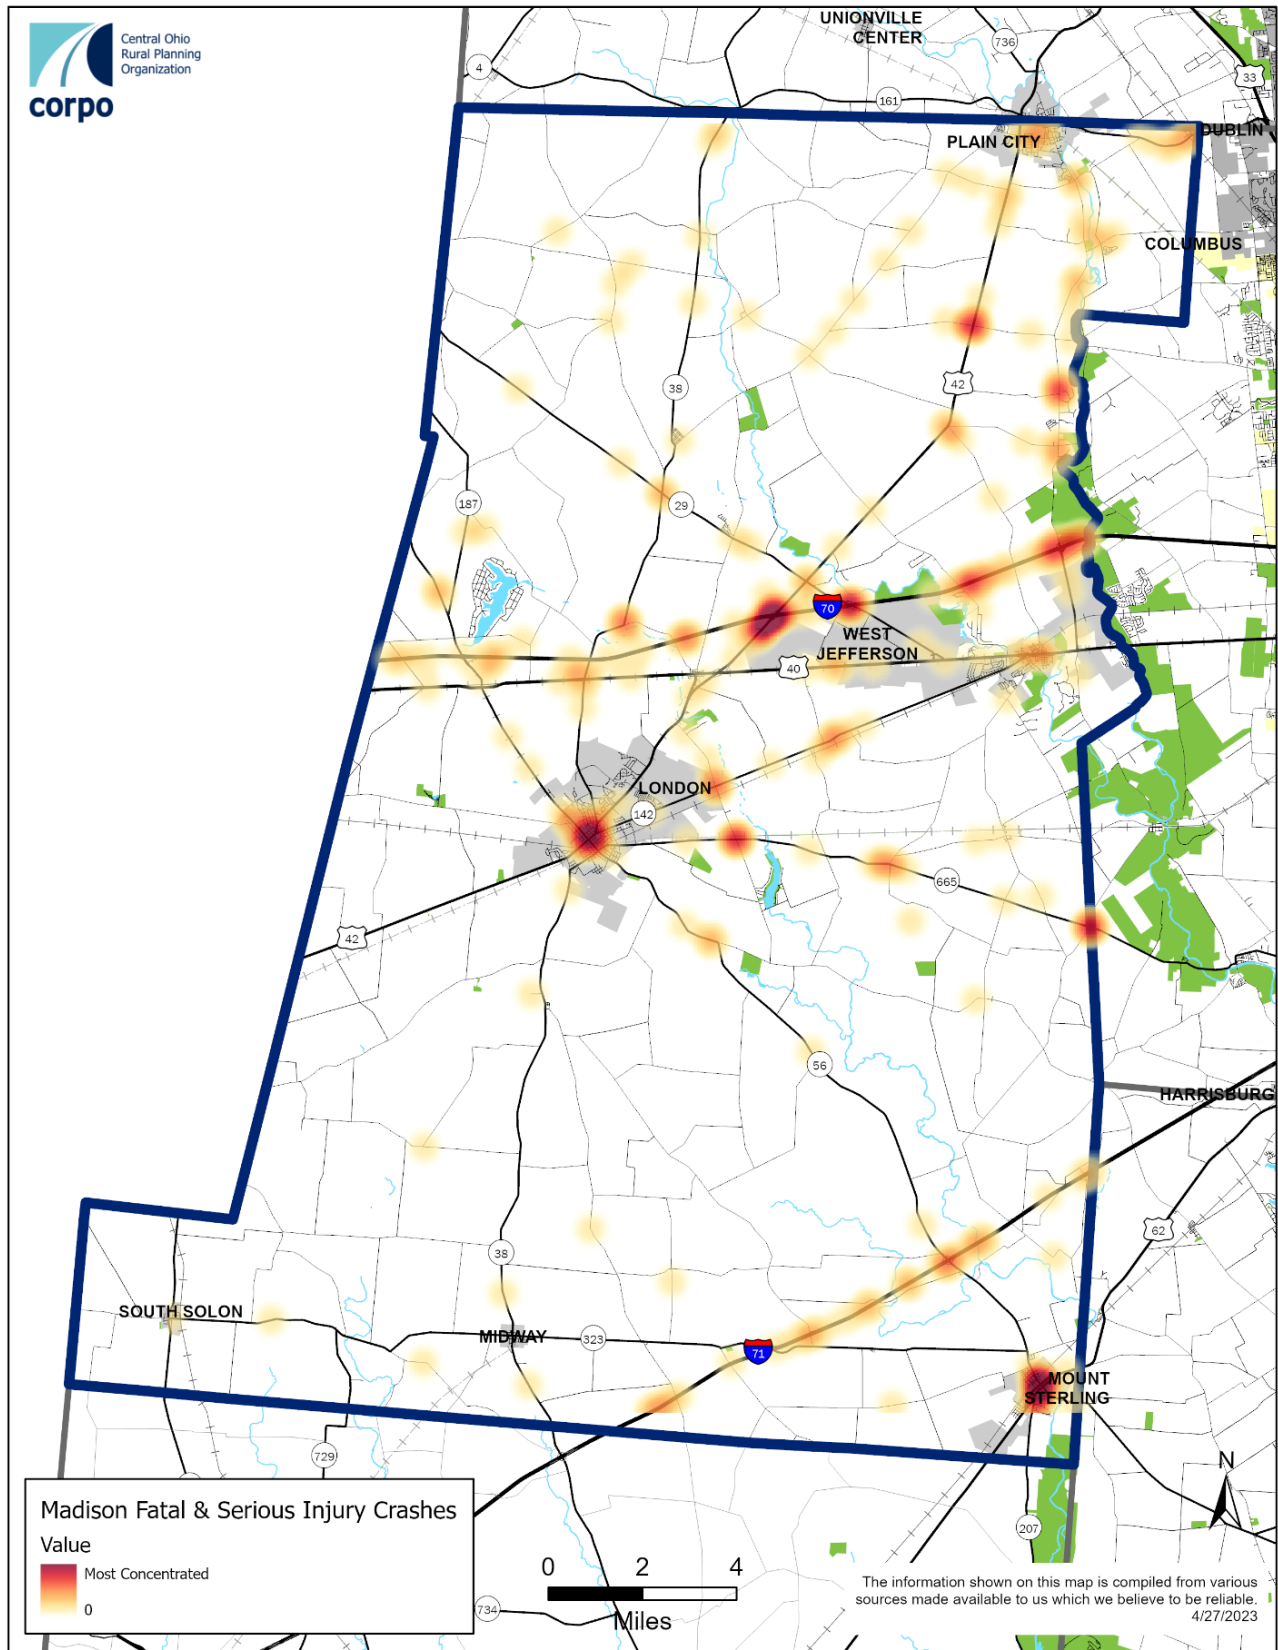 corpo
Central Ohio
Rural Planning
Organization
UNIONVILLE
CENTER
736
4
33
161
DUBLIN
PLAIN CITY
COLUMBUS
38
42
187
29
70
WEST
JEFFERSON
40
LONDON
142
665
42
56
HARRISBURG
62
38
SOUTH SOLON
MIDWAY
323
71
MOUNT
STERLING
729
N
207
734
Madison Fatal & Serious Injury Crashes
Value
Most Concentrated
0
0 2 4
Miles
The information shown on this map is compiled from various
sources made available to us which we believe to be reliable.
4/27/2023